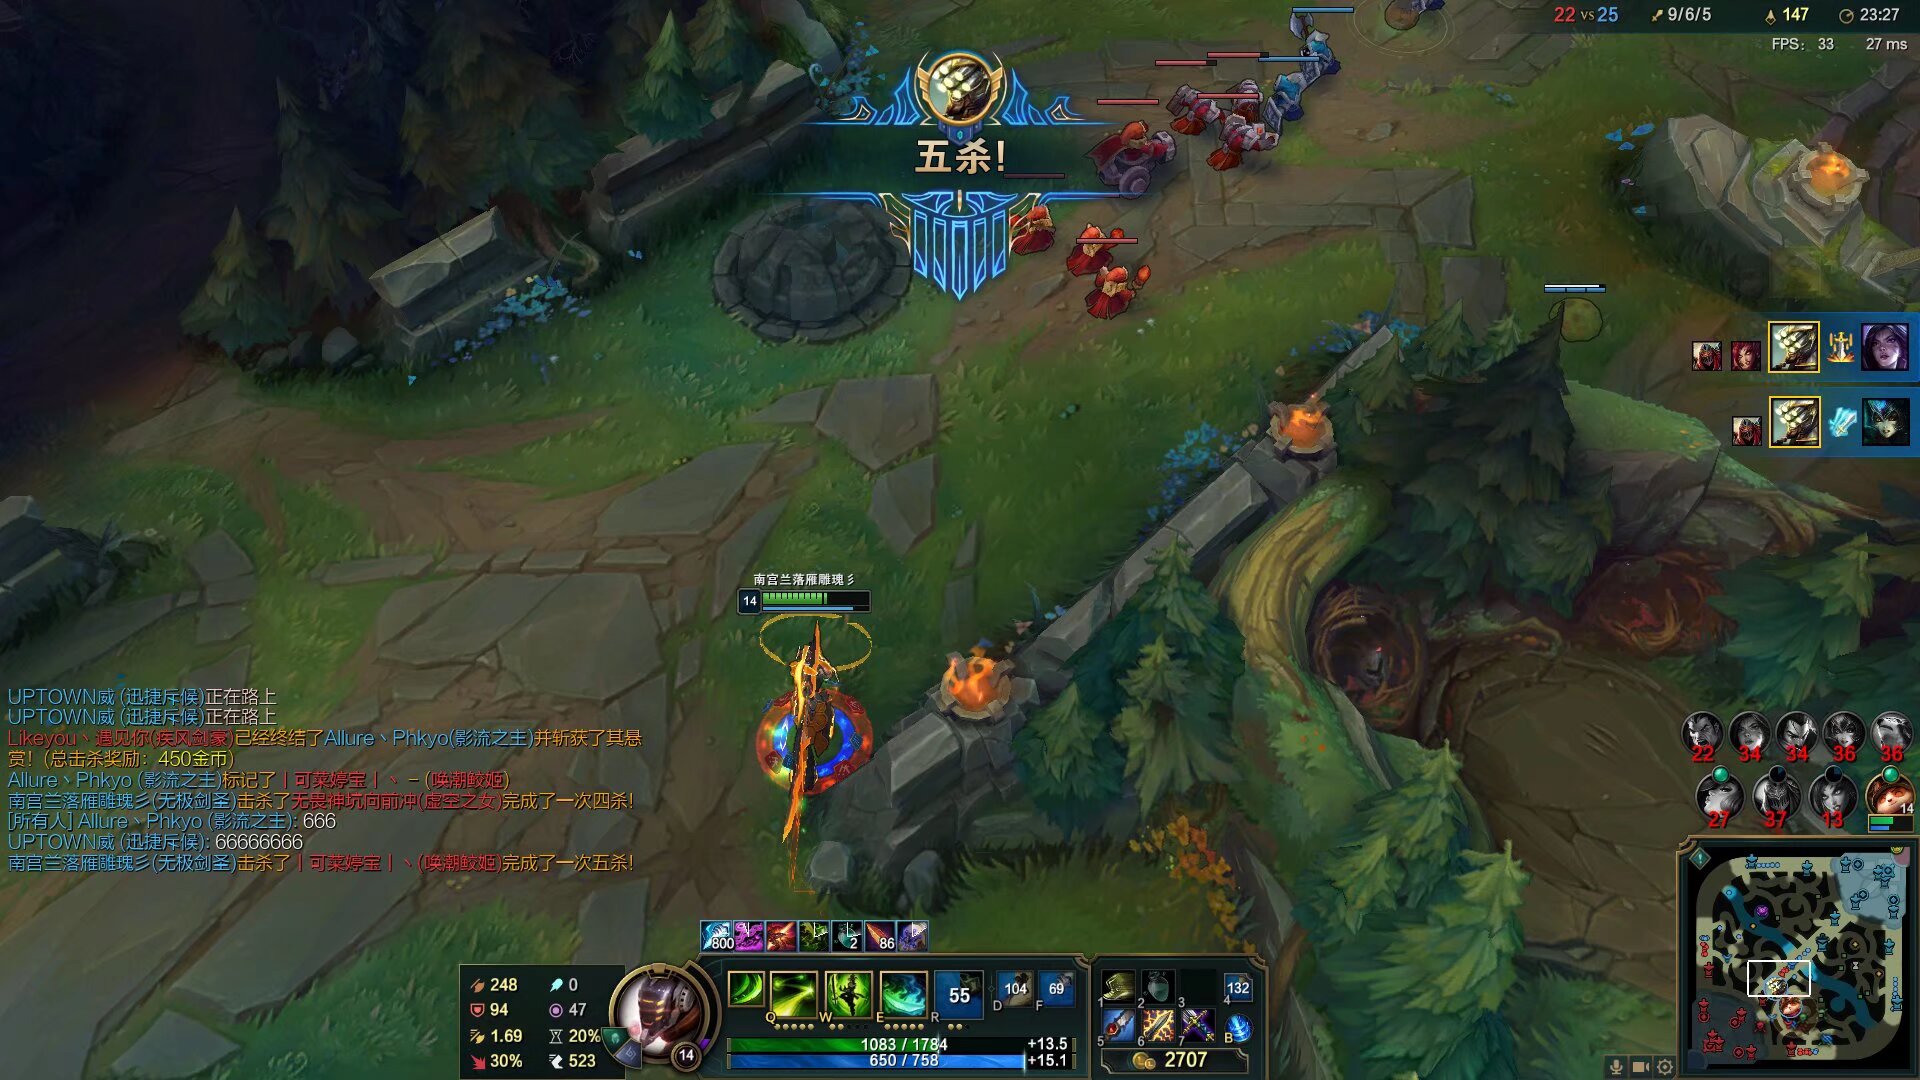 22 vs 25 9/6/5 147 23:27
FPS: 33 27 ms
五杀!
南宫兰落雁雕瑰彡
14
UPTOWN威 (迅捷斥候)正在路上
UPTOWN威 (迅捷斥候)正在路上
Likeyou丶遇见你(疾风剑豪)已经终结了Allure丶Phkyo(影流之主)并斩获了其悬
赏! (总击杀奖励: 450金币)
Allure丶Phkyo (影流之主)标记了丨可菜婷宝丨丶 – (唤潮鲛姬)
南宫兰落雁雕瑰彡(无极剑圣)击杀了无畏神坑向前冲(虚空之女)完成了一次四杀!
[所有人] Allure丶Phkyo (影流之主): 666
UPTOWN威 (迅捷斥候): 66666666
南宫兰落雁雕瑰彡(无极剑圣)击杀了丨可菜婷宝丨丶(唤潮鲛姬)完成了一次五杀!
22 34 34 36 36
27 37 13 14
800 2 86
248 0
94 47
1.69 20%
30% 523
14
Q W E R 55 D 104 F 69
1083 / 1784 +13.5
650 / 758 +15.1
1 2 3 4 132
5 6 7 B
2707